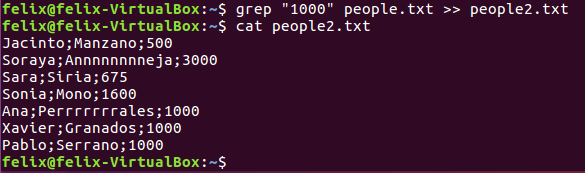 felix@felix-VirtualBox:~$ grep "1000" people.txt >> people2.txt
felix@felix-VirtualBox:~$ cat people2.txt
Jacinto;Manzano;500
Soraya;Annnnnnneja;3000
Sara;Siria;675
Sonia;Mono;1600
Ana;Perrrrrrrales;1000
Xavier;Granados;1000
Pablo;Serrano;1000
felix@felix-VirtualBox:~$